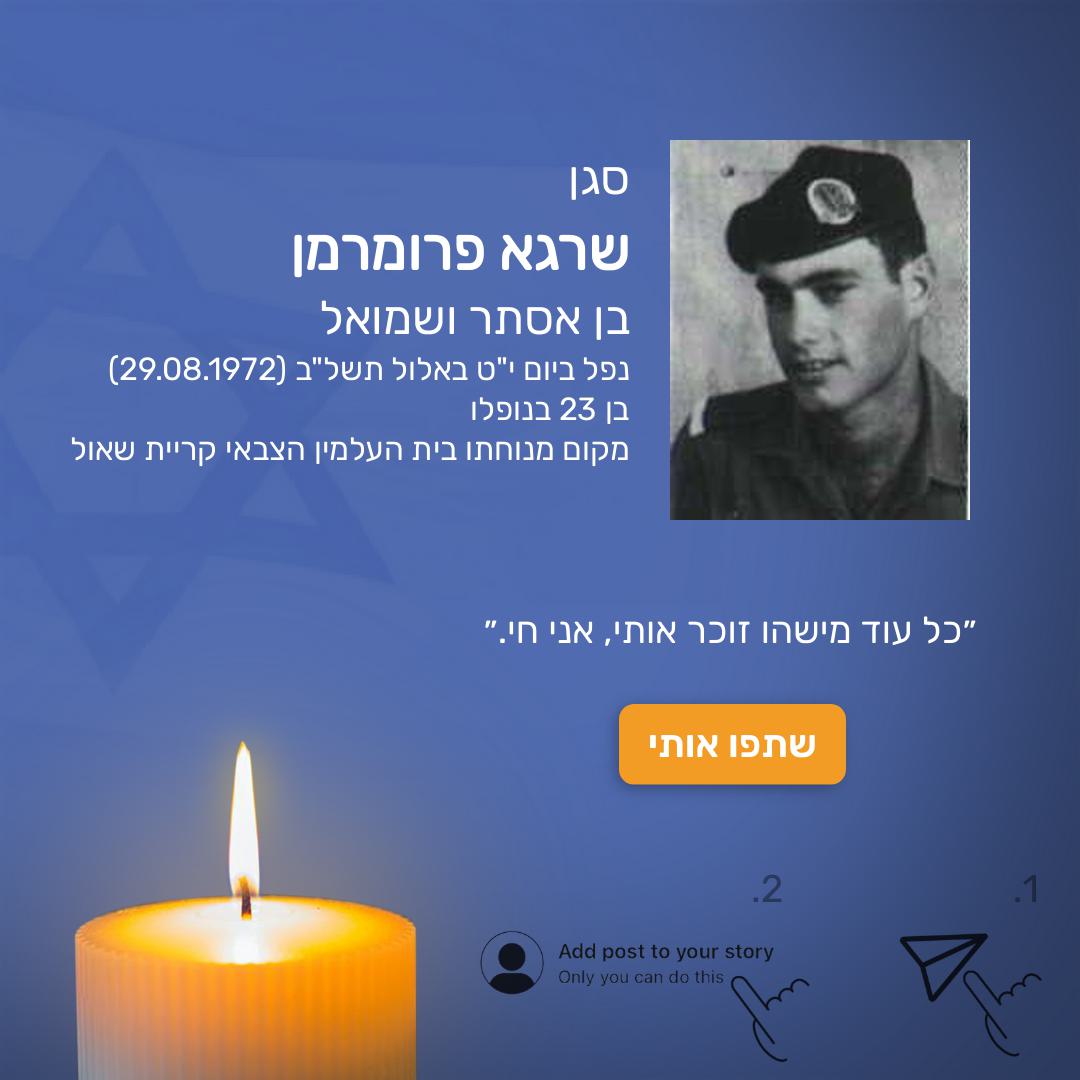 סגן
שרגא פרומרמן
בן אסתר ושמואל
נפל ביום י"ט באלול תשל"ב (29.08.1972)
בן 23 בנופלו
מקום מנוחתו בית העלמין הצבאי קריית שאול
״כל עוד מישהו זוכר אותי, אני חי.״
שתפו אותי
.1
.2
Add post to your story
Only you can do this